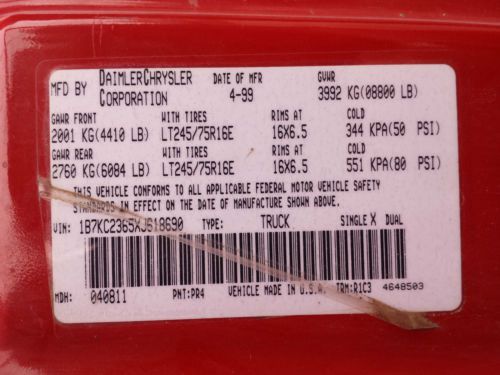 MFD BY DAIMLERCHRYSLER CORPORATION DATE OF MFR 4-99 GVWR 3992 KG(08800 LB)
GAWR FRONT WITH TIRES RIMS AT COLD
2001 KG(4410 LB) LT245/75R16E 16X6.5 344 KPA(50 PSI)
GAWR REAR WITH TIRES RIMS AT COLD
2760 KG(6084 LB) LT245/75R16E 16X6.5 551 KPA(80 PSI)
THIS VEHICLE CONFORMS TO ALL APPLICABLE FEDERAL MOTOR VEHICLE SAFETY
STANDARDS IN EFFECT ON THE DATE OF MANUFACTURE SHOWN ABOVE.
VIN: 1B7KC2365XJ618690 TYPE: TRUCK SINGLE X DUAL
MDH: 040811 PNT:PR4 VEHICLE MADE IN U.S.A. TRM:R1C3 4648503